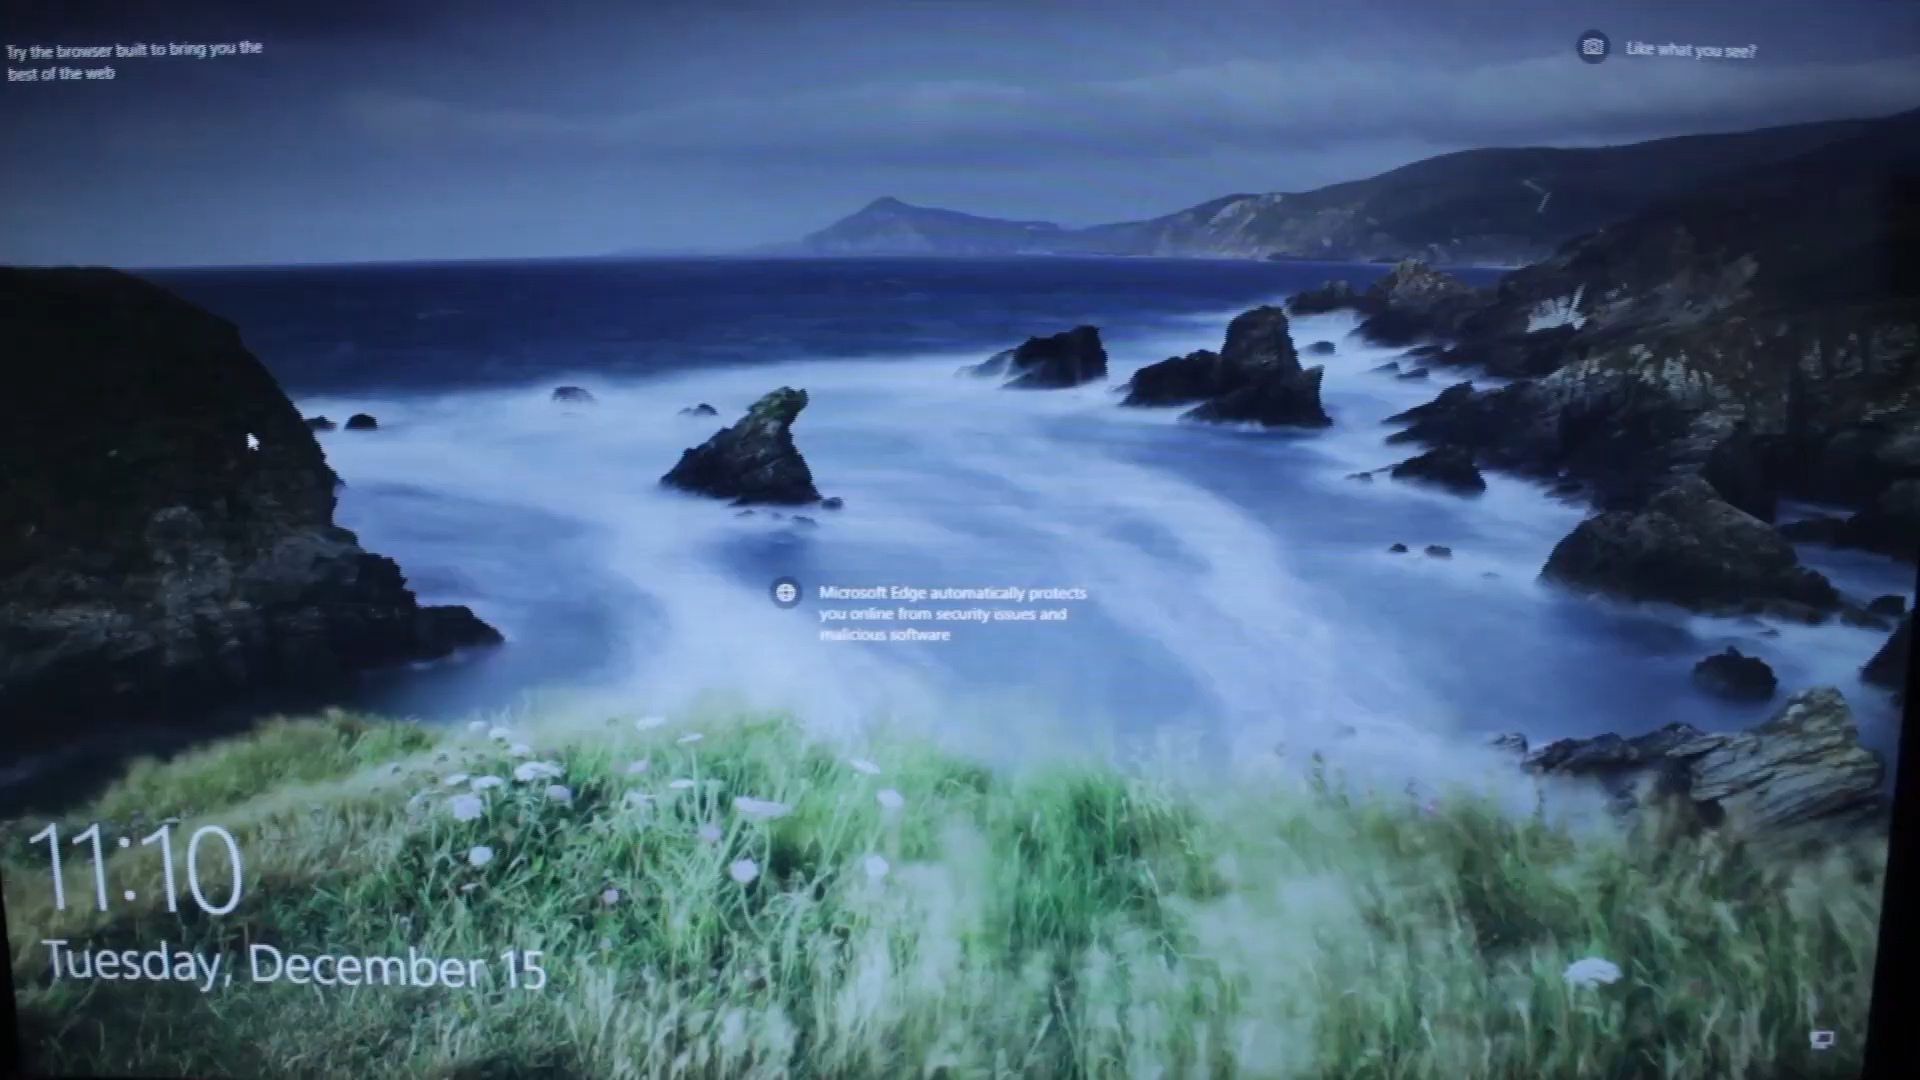 Try the browser built to bring you the
best of the web
Like what you see?
Microsoft Edge automatically protects
you online from security issues and
malicious software
11:10
Tuesday, December 15